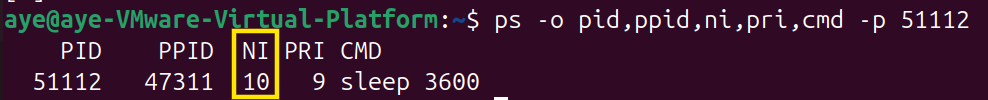 aye@aye-VMware-Virtual-Platform:~$ ps -o pid,ppid,ni,pri,cmd -p 51112
PID PPID NI PRI CMD
51112 47311 10 9 sleep 3600